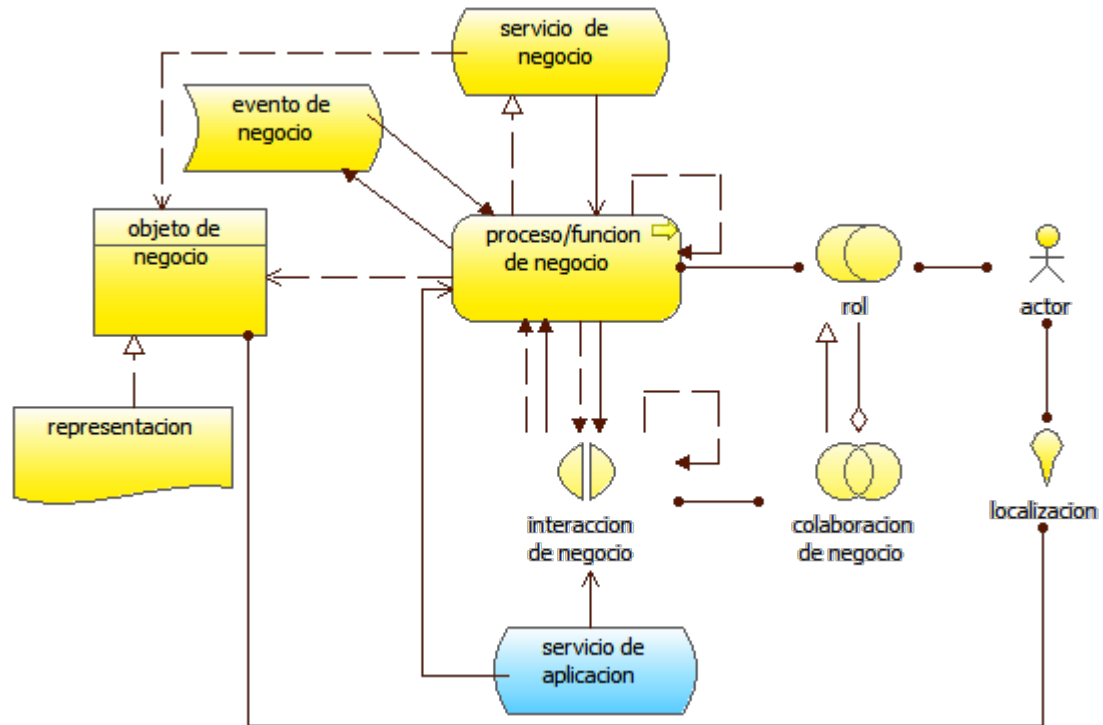 servicio de
negocio
evento de
negocio
objeto de
negocio
proceso/funcion
de negocio
rol
actor
representacion
interaccion
de negocio
colaboracion
de negocio
localizacion
servicio de
aplicacion